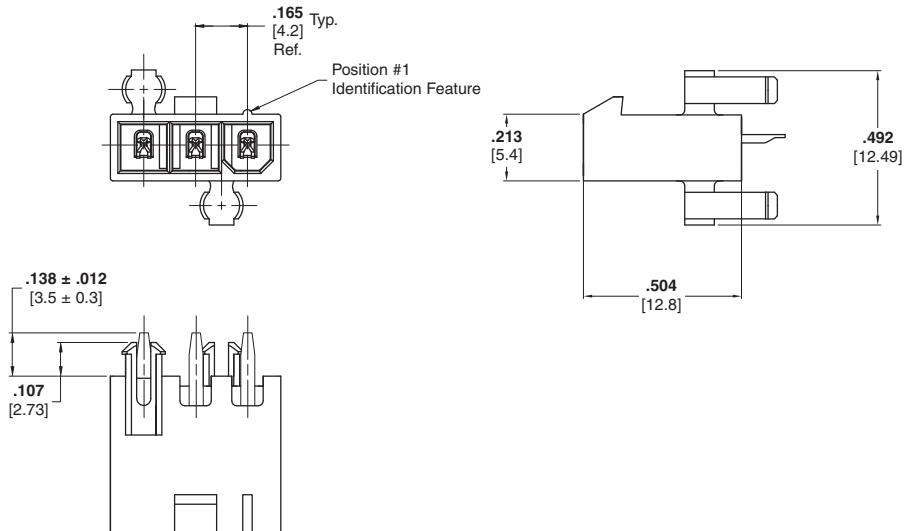 .165 Typ.
[4.2]
Ref.
Position #1
Identification Feature
.213
[5.4]
.492
[12.49]
.504
[12.8]
.138 ± .012
[3.5 ± 0.3]
.107
[2.73]